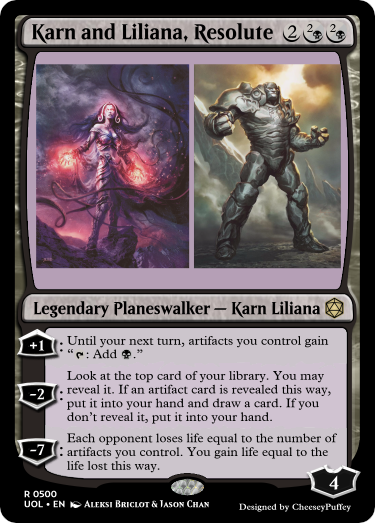 Karn and Liliana, Resolute 2 2 2
Legendary Planeswalker — Karn Liliana
+1: Until your next turn, artifacts you control gain
“: Add .”
-2: Look at the top card of your library. You may
reveal it. If an artifact card is revealed this way,
put it into your hand and draw a card. If you
don't reveal it, put it into your hand.
-7: Each opponent loses life equal to the number of
artifacts you control. You gain life equal to
the life lost this way.
4
R 0500
UOL • EN Aleksi Briclot & Jason Chan
Designed by CheeseyPuffey